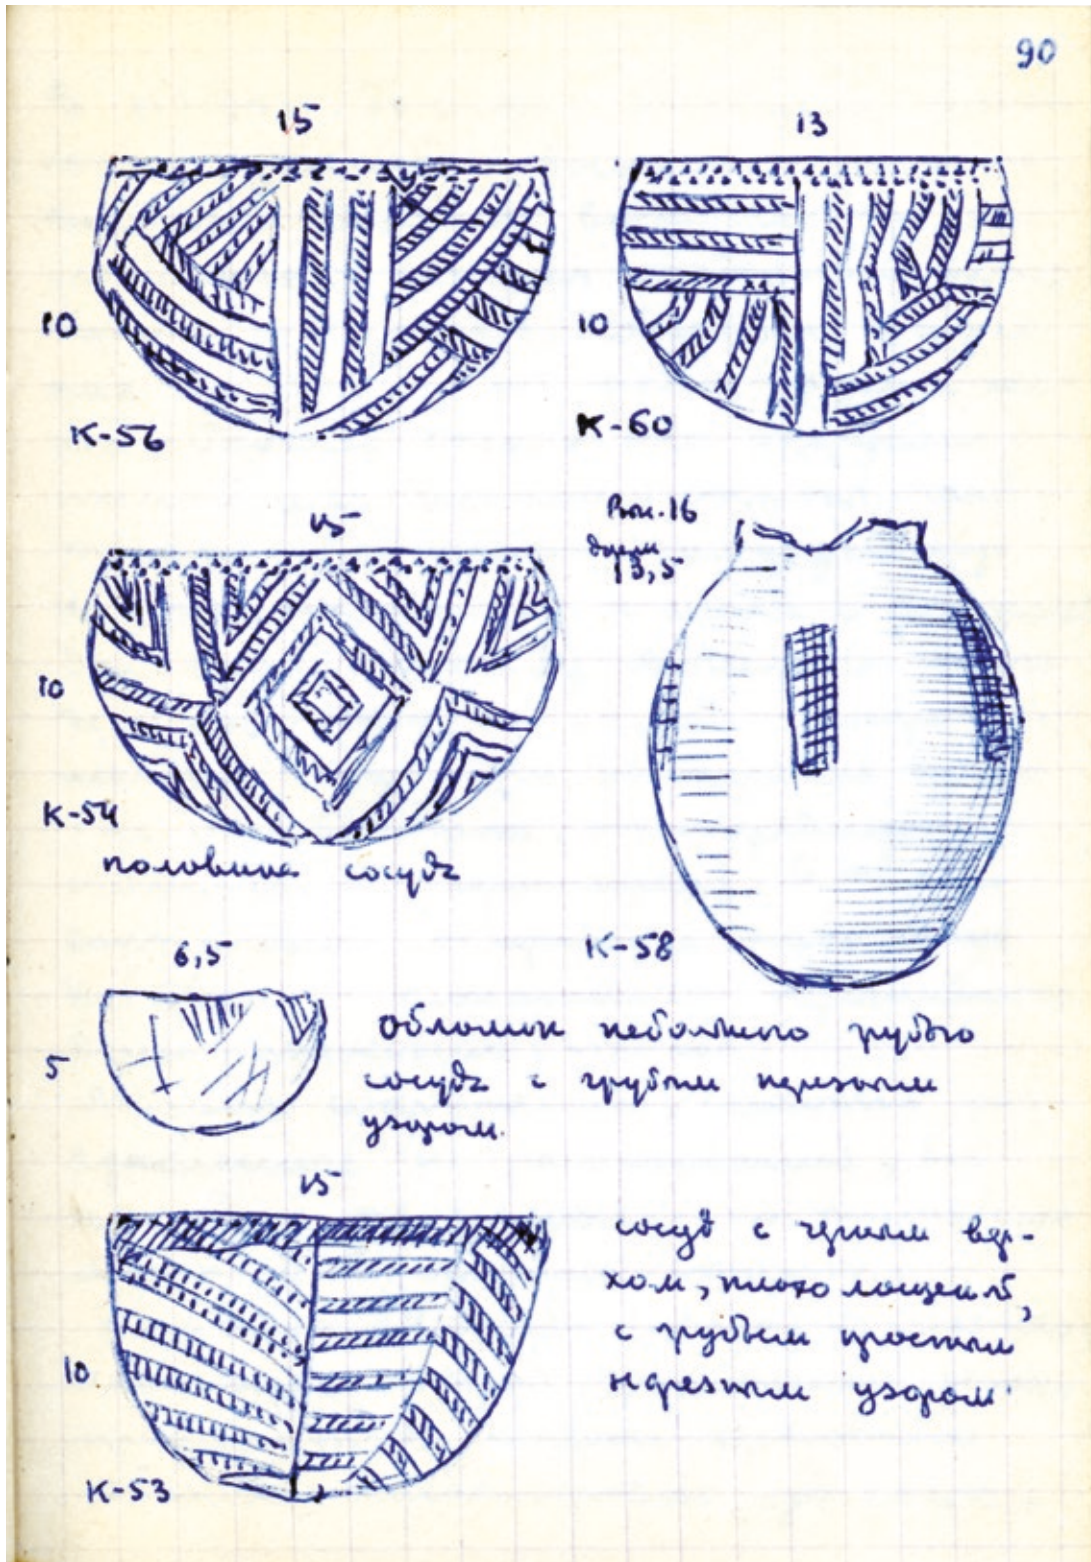 90
15
13
10
10
К-56
К-60
15
Выс. 16
13,5
10
К-54
половина сосуда
К-58
6,5
5
обломок небольшого грубого
сосуда с грубым нарезным
узором.
15
сосуд с черным вер-
хом, плохо лощеный,
с грубым простым
нарезным узором
10
К-53